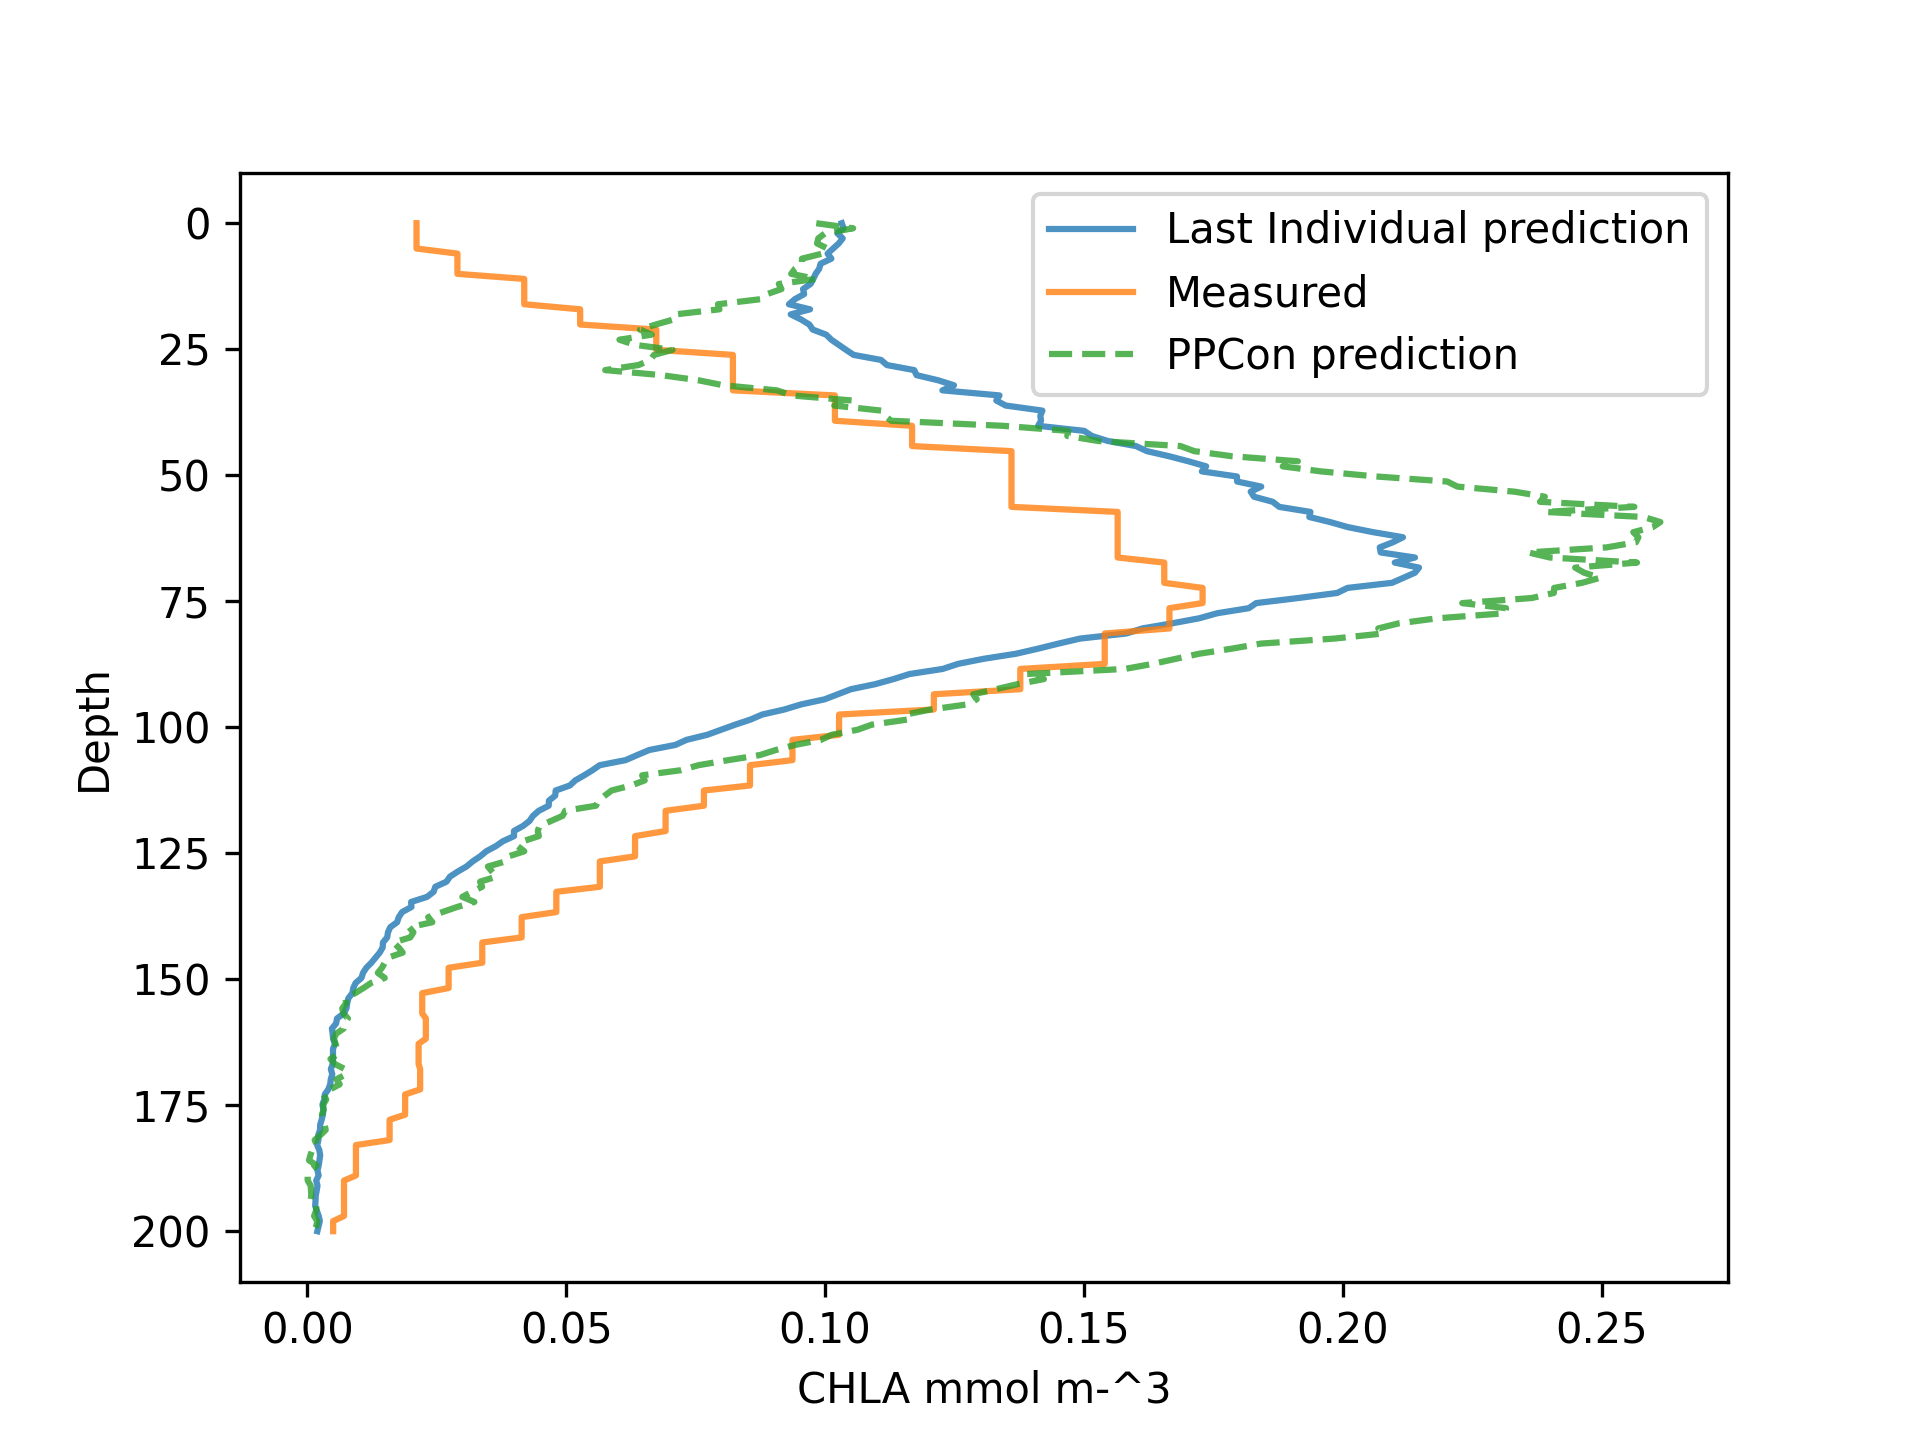 Last Individual prediction
Measured
PPCon prediction
0
25
50
75
100
125
150
175
200
Depth
0.00 0.05 0.10 0.15 0.20 0.25
CHLA mmol m-^3